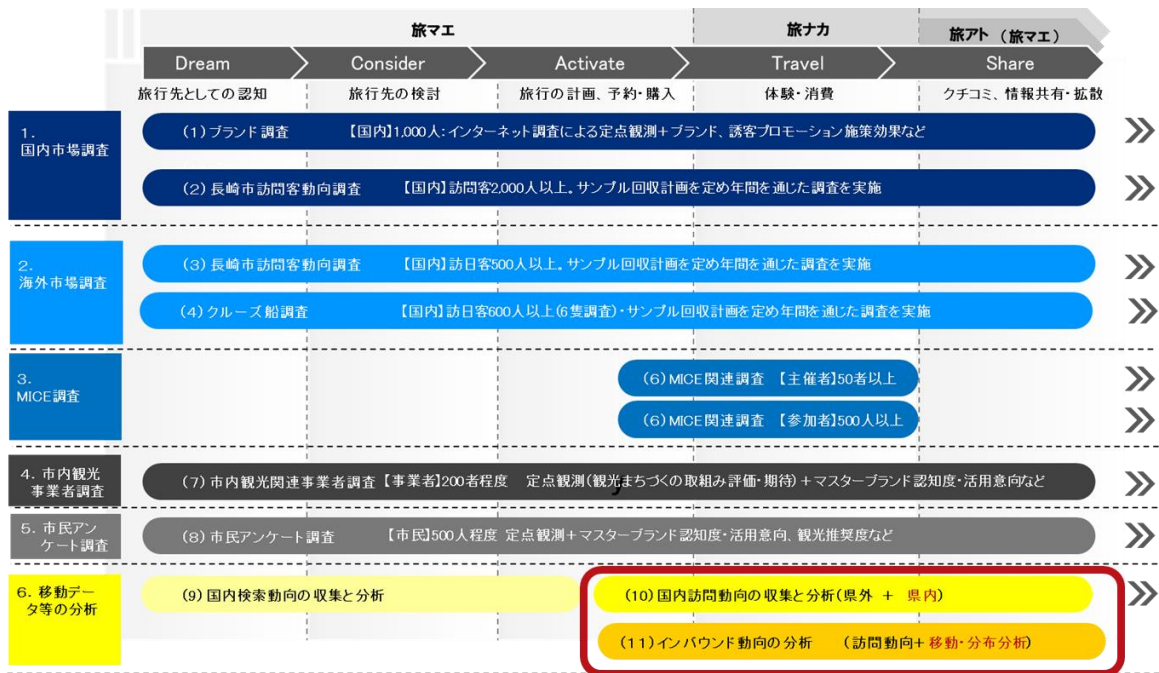 旅マエ
旅ナカ
旅アト （旅マエ）
Dream
Consider
Activate
Travel
Share
旅行先としての認知
旅行先の検討
旅行の計画、予約・購入
体験・消費
クチコミ、情報共有・拡散
1.
国内市場調査
（1）ブランド調査 【国内】1,000人：インターネット調査による定点観測＋ブランド、誘客プロモーション施策効果など
（2）長崎市訪問客動向調査 【国内】訪問客2,000人以上。サンプル回収計画を定め年間を通じた調査を実施
2.
海外市場調査
（3）長崎市訪問客動向調査 【国内】訪日客500人以上。サンプル回収計画を定め年間を通じた調査を実施
（4）クルーズ船調査 【国内】訪日客600人以上（6隻調査）・サンプル回収計画を定め年間を通じた調査を実施
3.
MICE調査
（6）MICE関連調査 【主催者】50者以上
（6）MICE関連調査 【参加者】500人以上
4. 市内観光
事業者調査
（7）市内観光関連事業者調査【事業者】200者程度 定点観測（観光まちづくの取組み評価・期待）＋マスターブランド認知度・活用意向など
5. 市民アン
ケート調査
（8）市民アンケート調査 【市民】500人程度 定点観測＋マスターブランド認知度・活用意向、観光推奨度など
6. 移動デー
タ等の分析
（9）国内検索動向の収集と分析
（10）国内訪問動向の収集と分析（県外 ＋ 県内）
（11）インバウンド動向の分析 （訪問動向＋移動・分布分析）